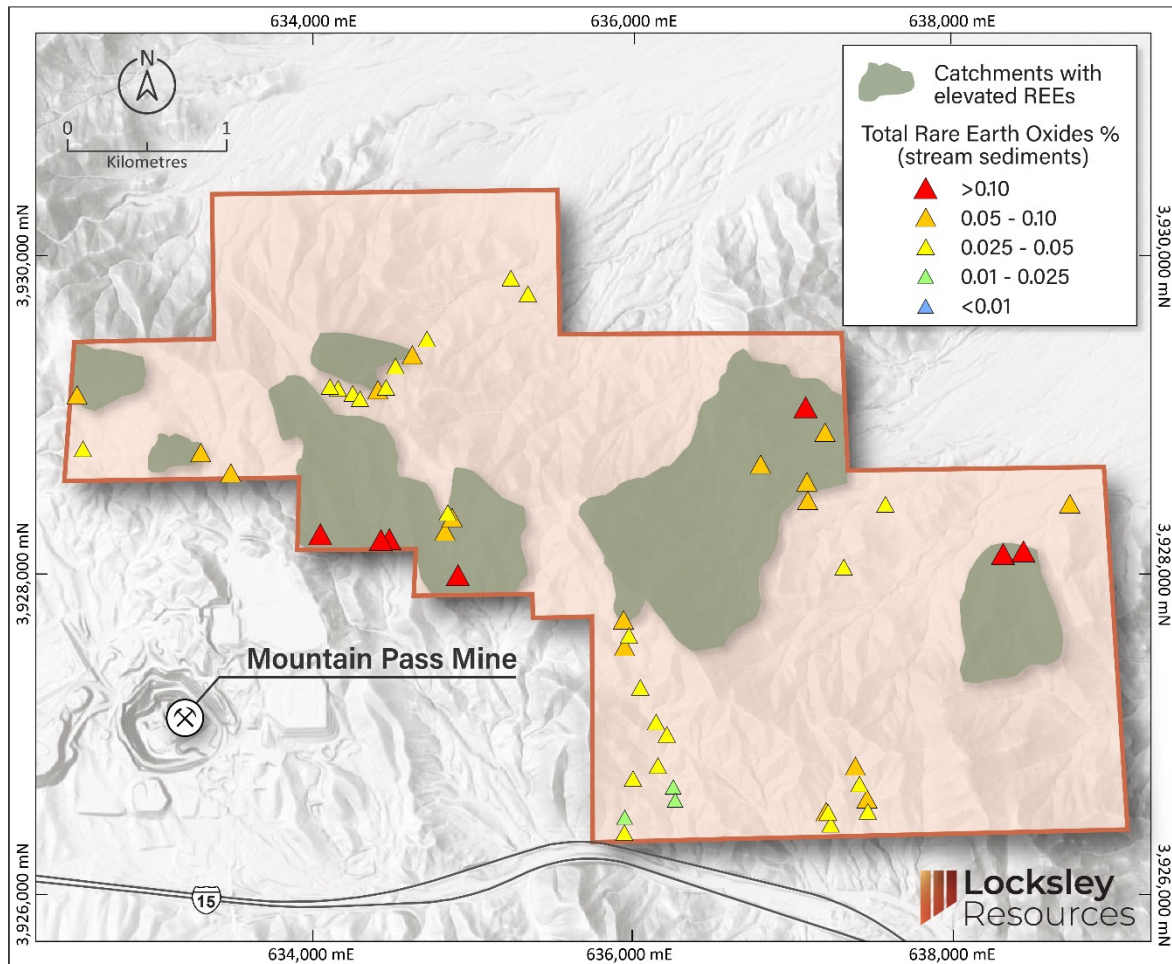 634,000 mE
636,000 mE
638,000 mE
N
0
1
Kilometres
Catchments with
elevated REEs
Total Rare Earth Oxides %
(stream sediments)
>0.10
0.05 - 0.10
0.025 - 0.05
0.01 - 0.025
<0.01
3,930,000 mN
3,930,000 mN
3,928,000 mN
3,928,000 mN
Mountain Pass Mine
3,926,000 mN
3,926,000 mN
15
Locksley
Resources
634,000 mE
636,000 mE
638,000 mE